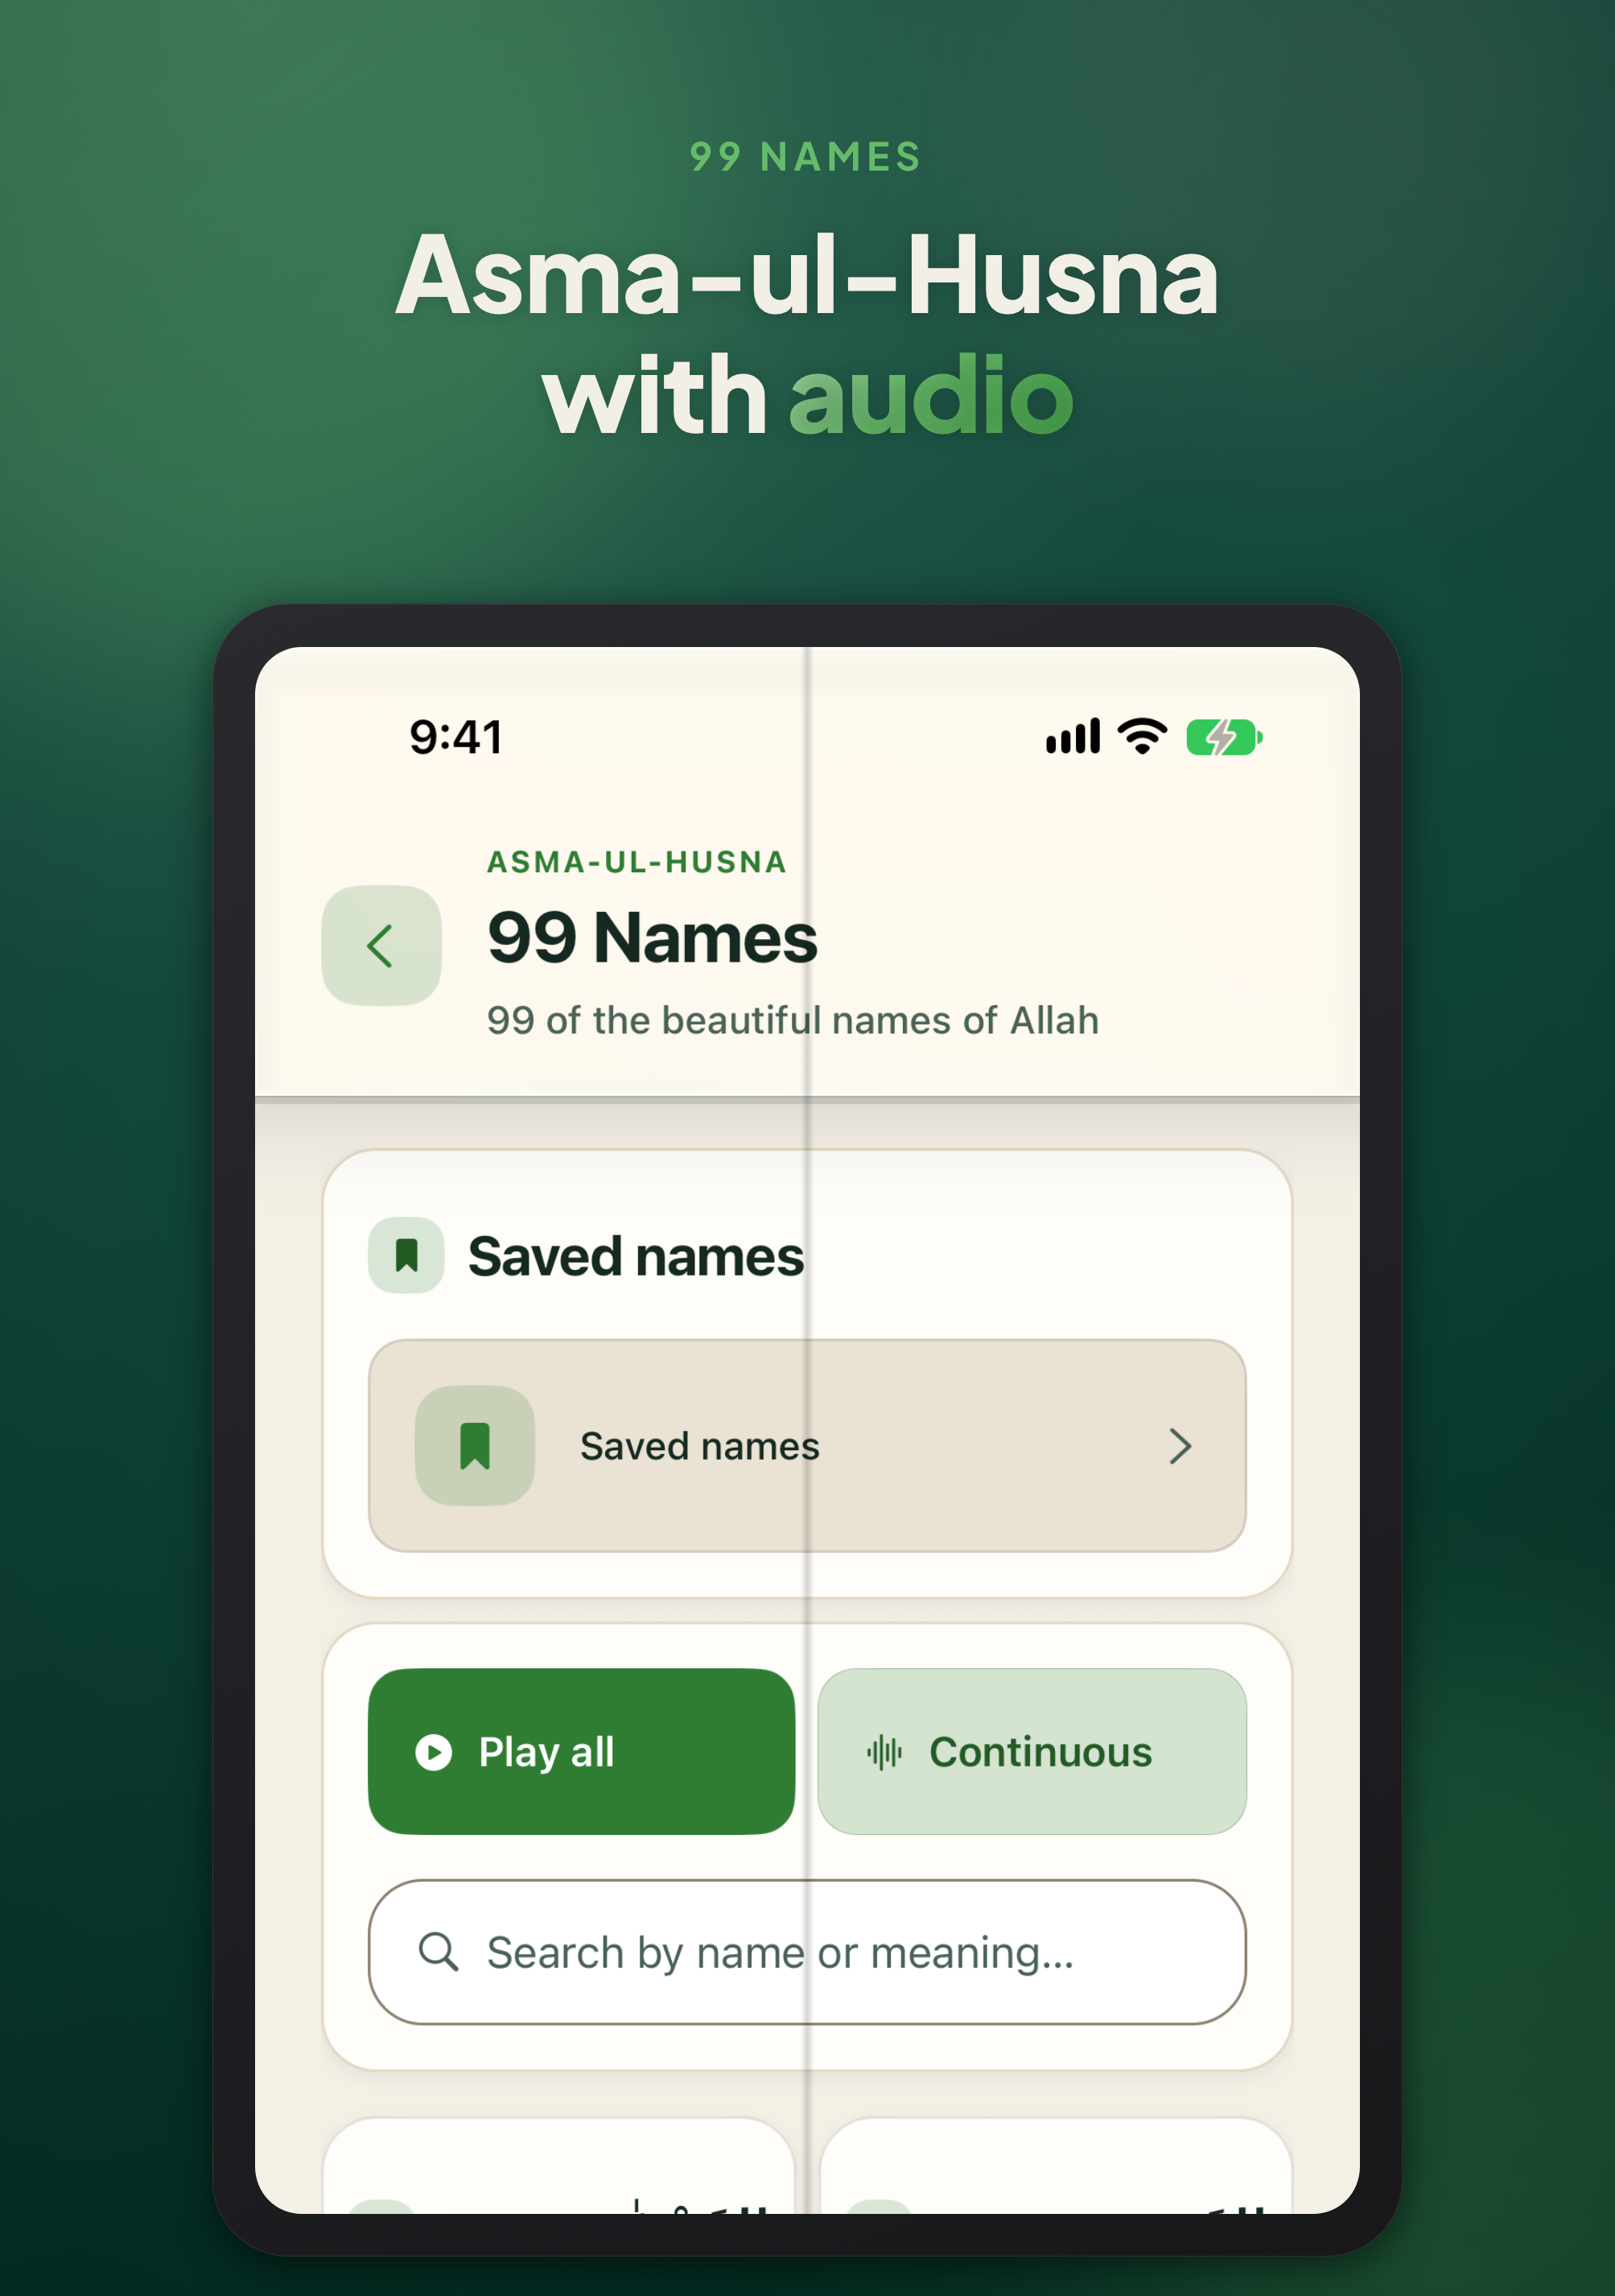 99 NAMES
Asma-ul-Husna
with audio
9:41
ASMA-UL-HUSNA
99 Names
99 of the beautiful names of Allah
Saved names
Saved names
Play all
Continuous
Search by name or meaning...